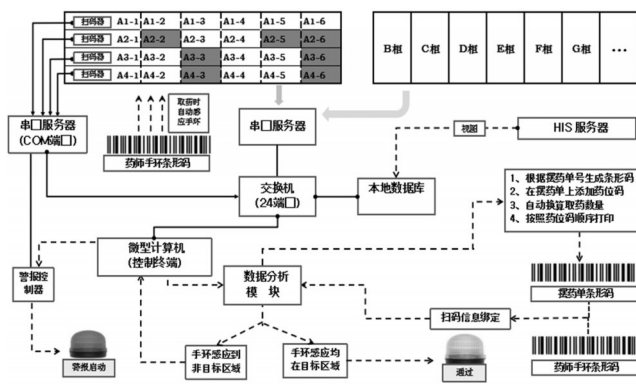 扫码器 A1-1 A1-2 A1-3 A1-4 A1-5 A1-6
扫码器 A2-1 A2-2 A2-3 A2-4 A2-5 A2-6
扫码器 A3-1 A3-2 A3-3 A3-4 A3-5 A3-6
扫码器 A4-1 A4-2 A4-3 A4-4 A4-5 A4-6
B柜 C柜 D柜 E柜 F柜 G柜 …
取药时
自动感
应手环
药师手环条形码
串口服务器
(COM端口)
串口服务器
视图
HIS 服务器
交换机
(24端口)
本地数据库
1、根据摆药单号生成条形码
2、在摆药单上添加药位码
3、自动换算取药数量
4、按照药位码顺序打印
微型计算机
(控制终端)
警报控
制器
数据分析
模 块
摆药单条形码
扫码信息绑定
手环感应到
非目标区域
手环感应均
在目标区域
警报启动
通过
药师手环条形码